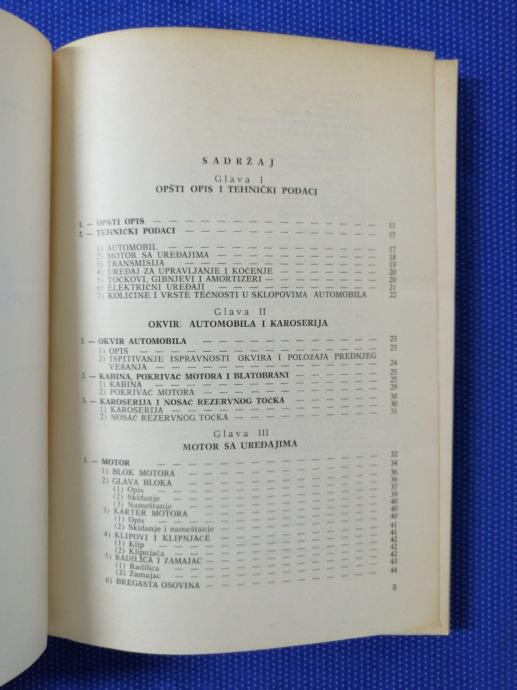 SADRŽAJ
Glava I
OPŠTI OPIS I TEHNIČKI PODACI
1. — OPŠTI OPIS — — — — — — — — — — — 11
2. — TEHNIČKI PODACI — — — — — — — — — — 15
1) AUTOMOBIL — — — — — — — — — — — 17
2) MOTOR SA UREĐAJIMA — — — — — — — — — 18
3) TRANSMISIJA — — — — — — — — — — — 19
4) UREĐAJ ZA UPRAVLJANJE I KOČENJE — — — — — — 20
5) TOČKOVI, GIBNJEVI I AMORTIZERI — — — — — — 20
6) ELEKTRIČNI UREĐAJI — — — — — — — — — 21
7) KOLIČINE I VRSTE TEČNOSTI U SKLOPOVIMA AUTOMOBILA 22
Glava II
OKVIR AUTOMOBILA I KAROSERIJA
1. — OKVIR AUTOMOBILA — — — — — — — — — 23
1) OPIS — — — — — — — — — — — — 23
2) ISPITIVANJE ISPRAVNOSTI OKVIRA I POLOŽAJA PREDNJEG
VEŠANJA — — — — — — — — — — — — 24
2. — KABINA, POKRIVAČ MOTORA I BLATOBRANI — — — — 25
1) KABINA — — — — — — — — — — — — 25
2) POKRIVAČ MOTORA — — — — — — — — — — 29
3. — KAROSERIJA I NOSAČ REZERVNOG TOČKA — — — — — 30
1) KAROSERIJA — — — — — — — — — — — 30
2) NOSAČ REZERVNOG TOČKA — — — — — — — — 31
Glava III
MOTOR SA UREĐAJIMA
1. — MOTOR — — — — — — — — — — — — 32
1) BLOK MOTORA — — — — — — — — — — — 34
2) GLAVA BLOKA — — — — — — — — — — — 36
(1) Opis — — — — — — — — — — — — 36
(2) Skidanje — — — — — — — — — — — 37
(3) Nameštanje — — — — — — — — — — — 39
3) KARTER MOTORA — — — — — — — — — — 40
(1) Opis — — — — — — — — — — — — 40
(2) Skidanje i nameštanje — — — — — — — — — 40
4) KLIPOVI I KLIPNJAČE — — — — — — — — — 41
(1) Klip — — — — — — — — — — — — 41
(2) Klipnjača — — — — — — — — — — — 42
5) RADILICA I ZAMAJAC — — — — — — — — — 42
(1) Radilica — — — — — — — — — — — 42
(2) Zamajac — — — — — — — — — — — 43
6) BREGASTA OSOVINA — — — — — — — — — 44
5